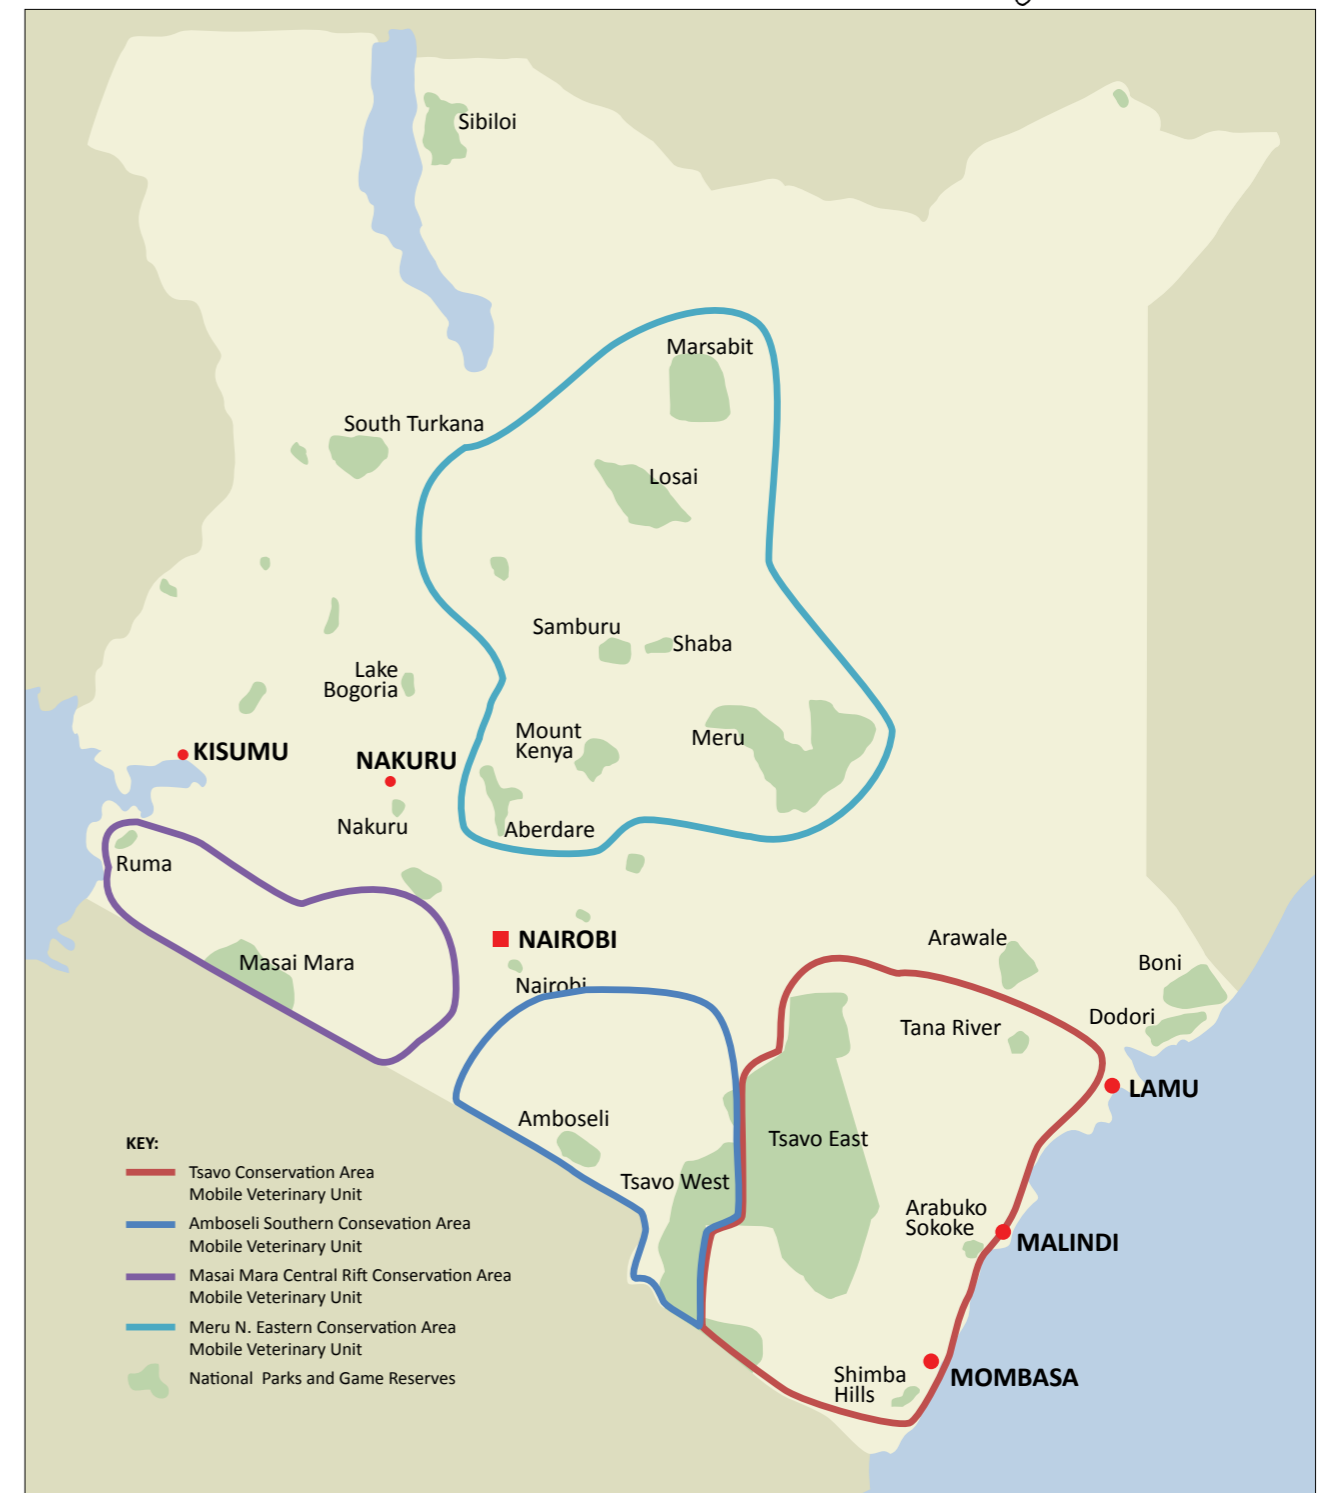 Sibiloi
Marsabit
South Turkana
Losai
Samburu
Shaba
Lake
Bogoria
Mount
Kenya
Meru
KISUMU
NAKURU
Nakuru
Aberdare
Ruma
NAIROBI
Masai Mara
Nairobi
Arawale
Boni
Dodori
Tana River
LAMU
Amboseli
Tsavo East
Tsavo West
Arabuko
Sokoke
MALINDI
Shimba
Hills
MOMBASA
KEY:
Tsavo Conservation Area
Mobile Veterinary Unit
Amboseli Southern Consevation Area
Mobile Veterinary Unit
Masai Mara Central Rift Conservation Area
Mobile Veterinary Unit
Meru N. Eastern Conservation Area
Mobile Veterinary Unit
National Parks and Game Reserves